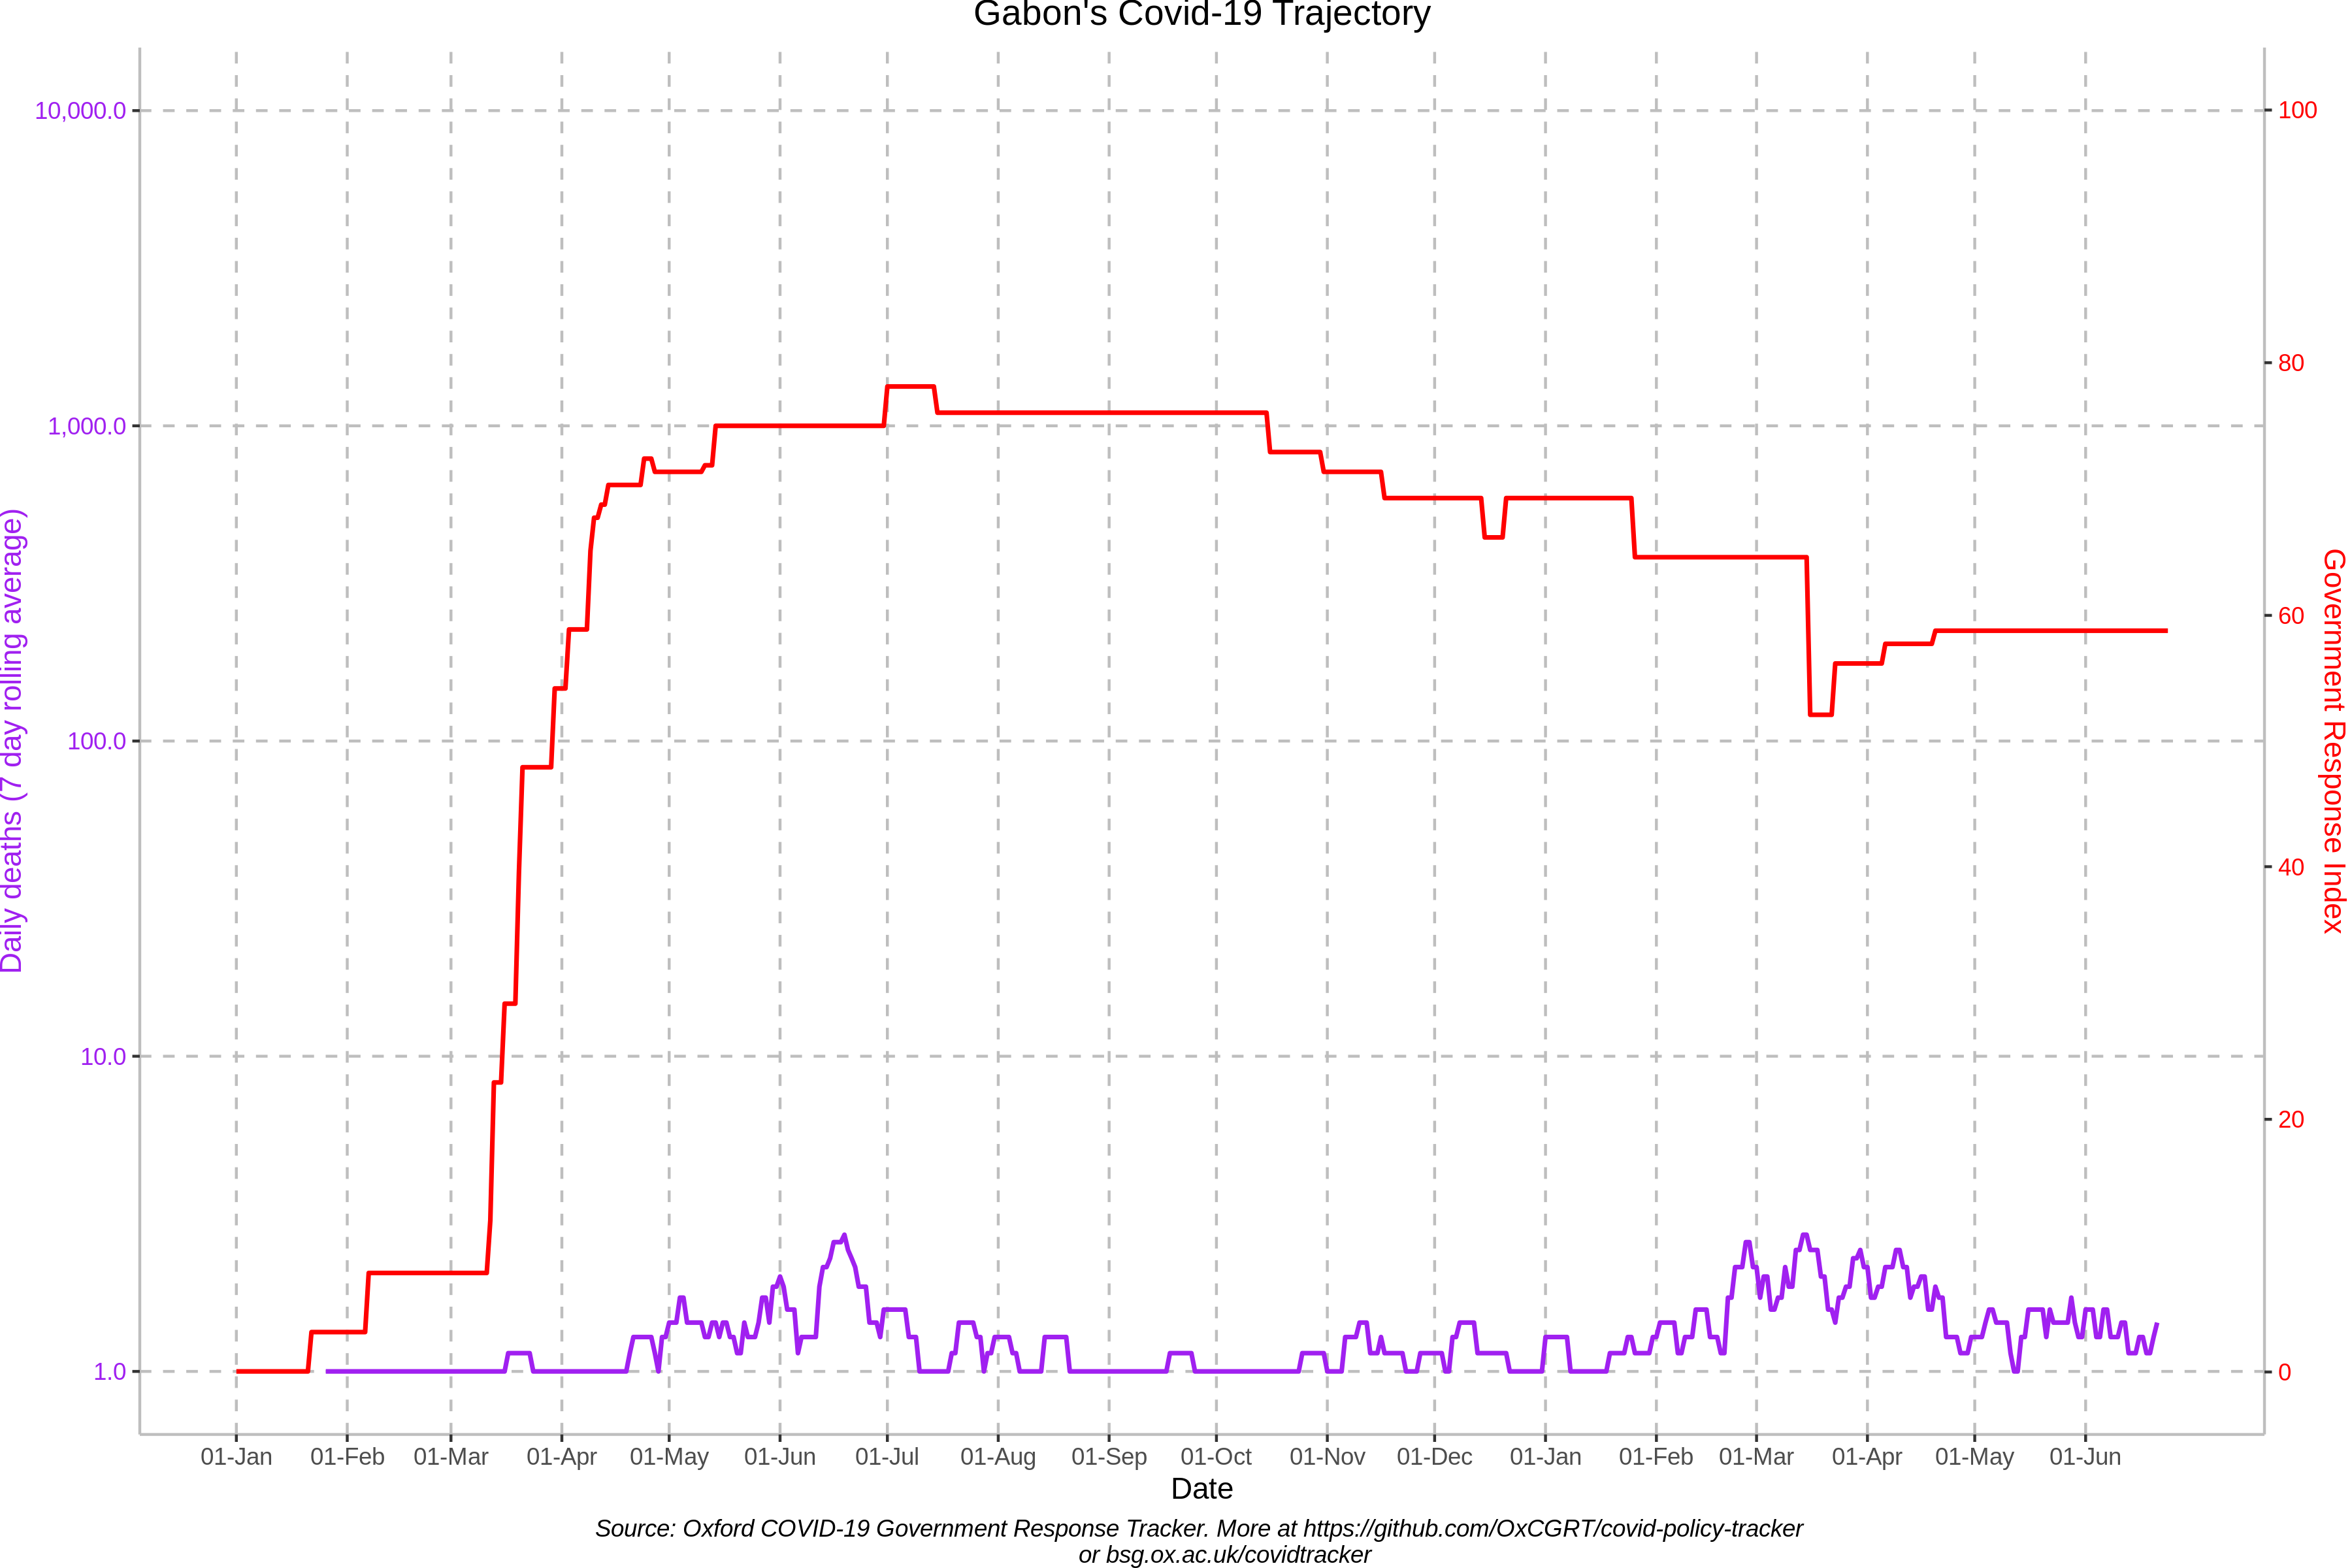 Gabon's Covid-19 Trajectory
Daily deaths (7 day rolling average)
10,000.0
1,000.0
100.0
10.0
1.0
100
80
60
40
20
0
Government Response Index
01-Jan 01-Feb 01-Mar 01-Apr 01-May 01-Jun 01-Jul 01-Aug 01-Sep 01-Oct 01-Nov 01-Dec 01-Jan 01-Feb 01-Mar 01-Apr 01-May 01-Jun
Date
Source: Oxford COVID-19 Government Response Tracker. More at https://github.com/OxCGRT/covid-policy-tracker
or bsg.ox.ac.uk/covidtracker